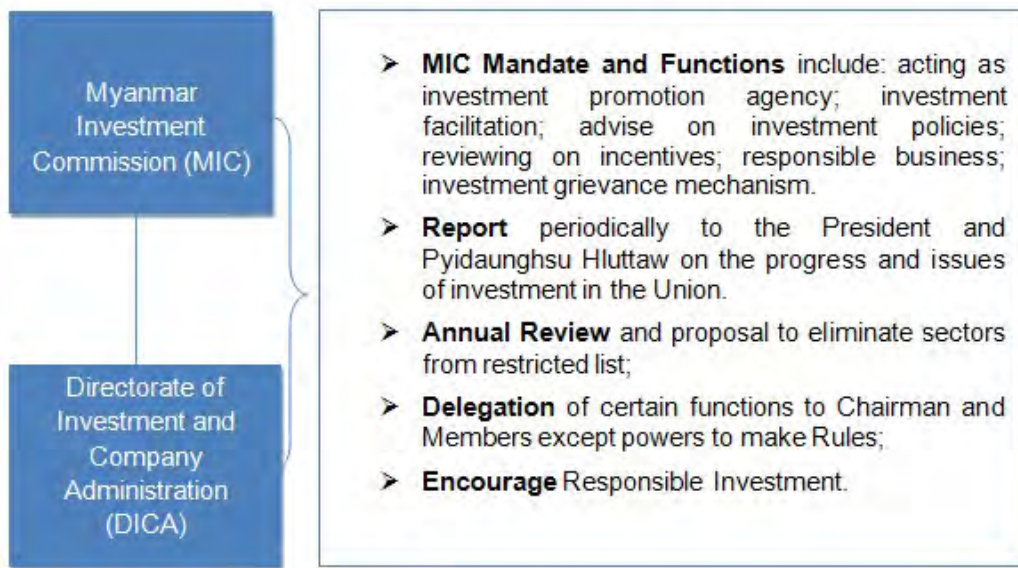 Myanmar
Investment
Commission (MIC)
Directorate of
Investment and
Company
Administration
(DICA)
➤ MIC Mandate and Functions include: acting as
investment promotion agency; investment
facilitation; advise on investment policies;
reviewing on incentives; responsible business;
investment grievance mechanism.
➤ Report periodically to the President and
Pyidaunghsu Hluttaw on the progress and issues
of investment in the Union.
➤ Annual Review and proposal to eliminate sectors
from restricted list;
➤ Delegation of certain functions to Chairman and
Members except powers to make Rules;
➤ Encourage Responsible Investment.